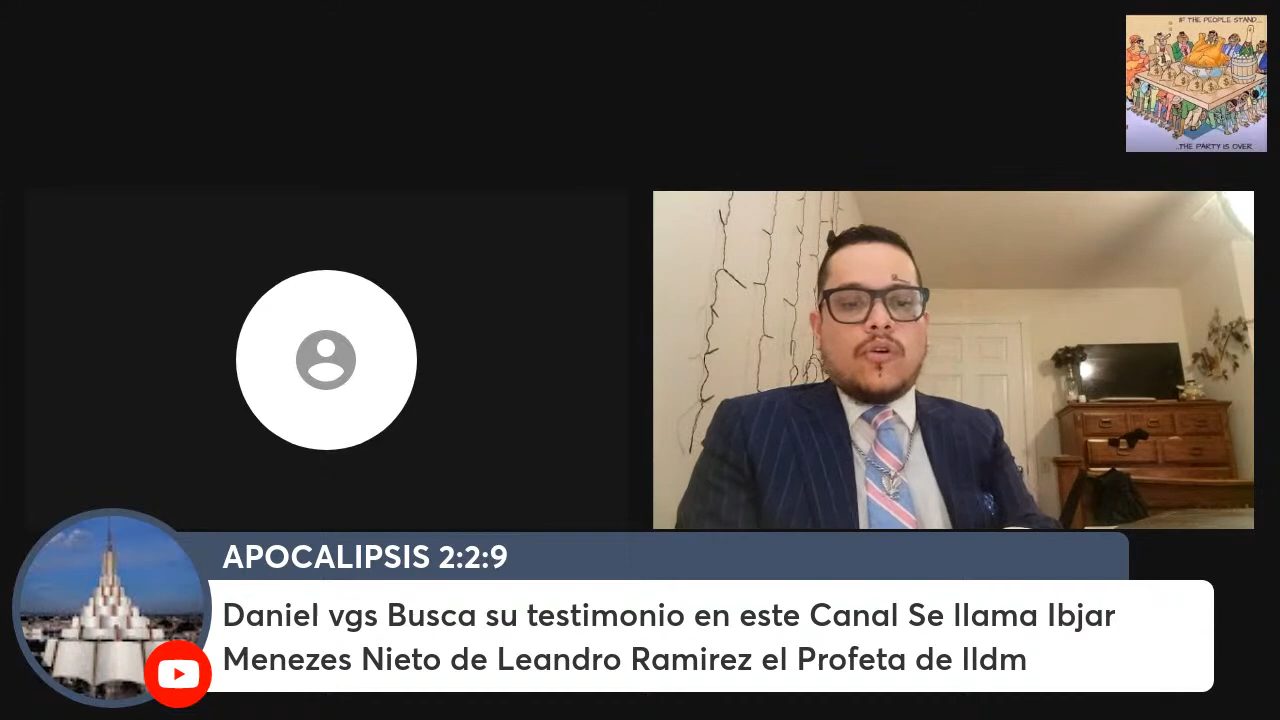 IF THE PEOPLE STAND...
...THE PARTY IS OVER
APOCALIPSIS 2:2:9
Daniel vgs Busca su testimonio en este Canal Se llama Ibjar
Menezes Nieto de Leandro Ramirez el Profeta de lldm